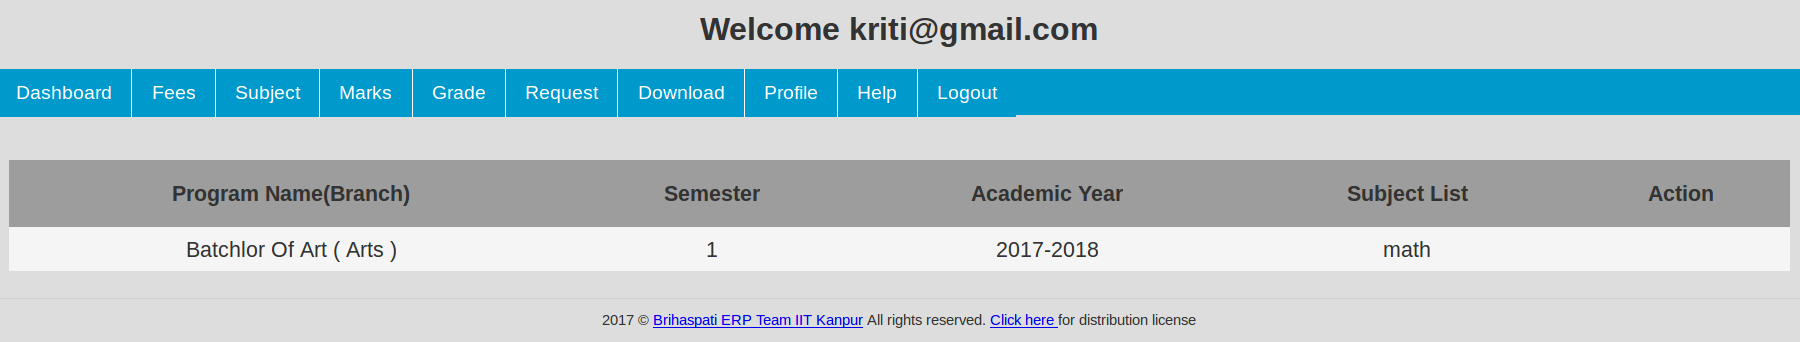 Welcome kriti@gmail.com
Dashboard Fees Subject Marks Grade Request Download Profile Help Logout
Program Name(Branch) Semester Academic Year Subject List Action
Batchlor Of Art ( Arts ) 1 2017-2018 math
2017 © Brihaspati ERP Team IIT Kanpur All rights reserved. Click here for distribution license